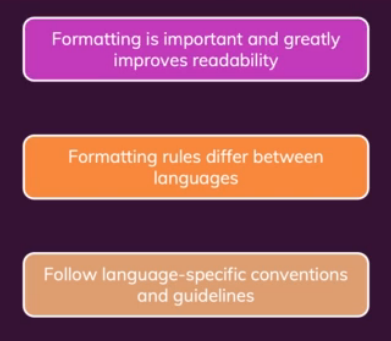 Formatting is important and greatly
improves readability
Formatting rules differ between
languages
Follow language-specific conventions
and guidelines